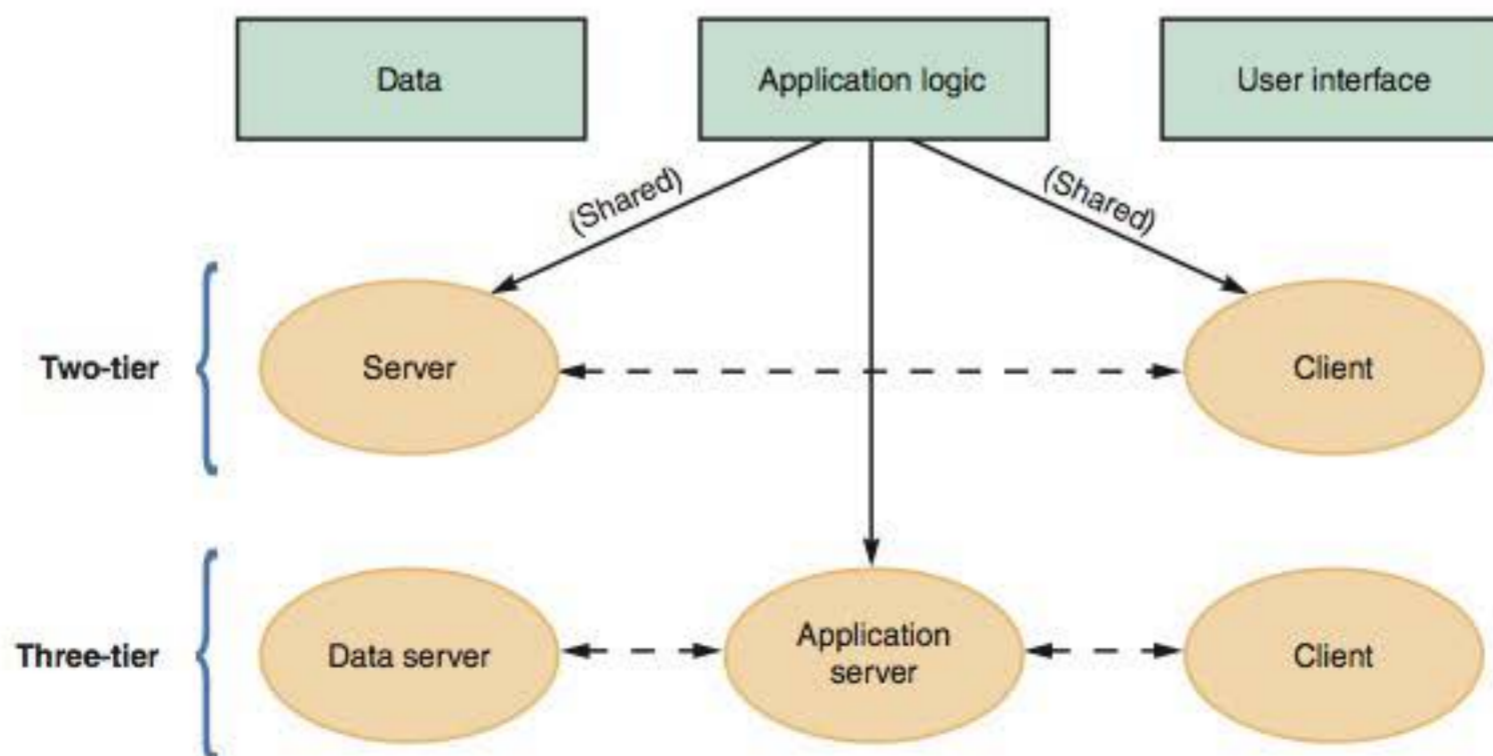 Data
Application logic
User interface
(Shared)
(Shared)
Two-tier
Server
Client
Three-tier
Data server
Application
server
Client